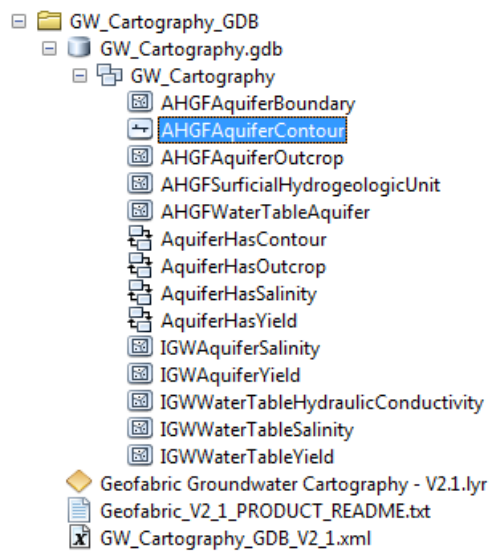 GW_Cartography_GDB
GW_Cartography.gdb
GW_Cartography
AHGFAquiferBoundary
AHGFAquiferContour
AHGFAquiferOutcrop
AHGFSurficialHydrogeologicUnit
AHGFWaterTableAquifer
AquiferHasContour
AquiferHasOutcrop
AquiferHasSalinity
AquiferHasYield
IGWAquiferSalinity
IGWAquiferYield
IGWWaterTableHydraulicConductivity
IGWWaterTableSalinity
IGWWaterTableYield
Geofabric Groundwater Cartography - V2.1.lyr
Geofabric_V2_1_PRODUCT_README.txt
GW_Cartography_GDB_V2_1.xml